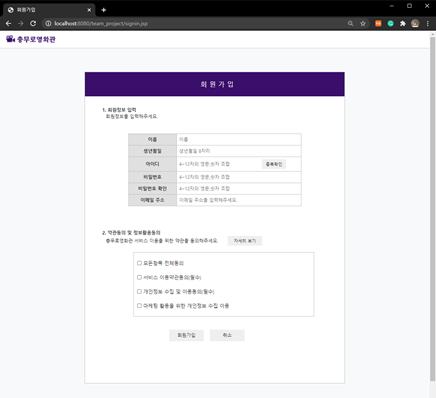 회원가입
localhost:8080/team_project/signin.jsp
충무로영화관
회 원 가 입
1. 회원정보 입력
회원정보를 입력해주세요.
이름 이름
생년월일 생년월일 8자리
아이디 4~12자의 영문,숫자 조합 중복확인
비밀번호 4~12자의 영문,숫자 조합
비밀번호 확인 4~12자의 영문,숫자 조합
이메일 주소 이메일 주소를 입력해주세요.
2. 약관동의 및 정보활용동의
충무로영화관 서비스 이용을 위한 약관을 동의해주세요. 자세히 보기
모든항목 전체동의
서비스 이용약관동의(필수)
개인정보 수집 및 이용동의(필수)
마케팅 활용을 위한 개인정보 수집 이용
회원가입 취소